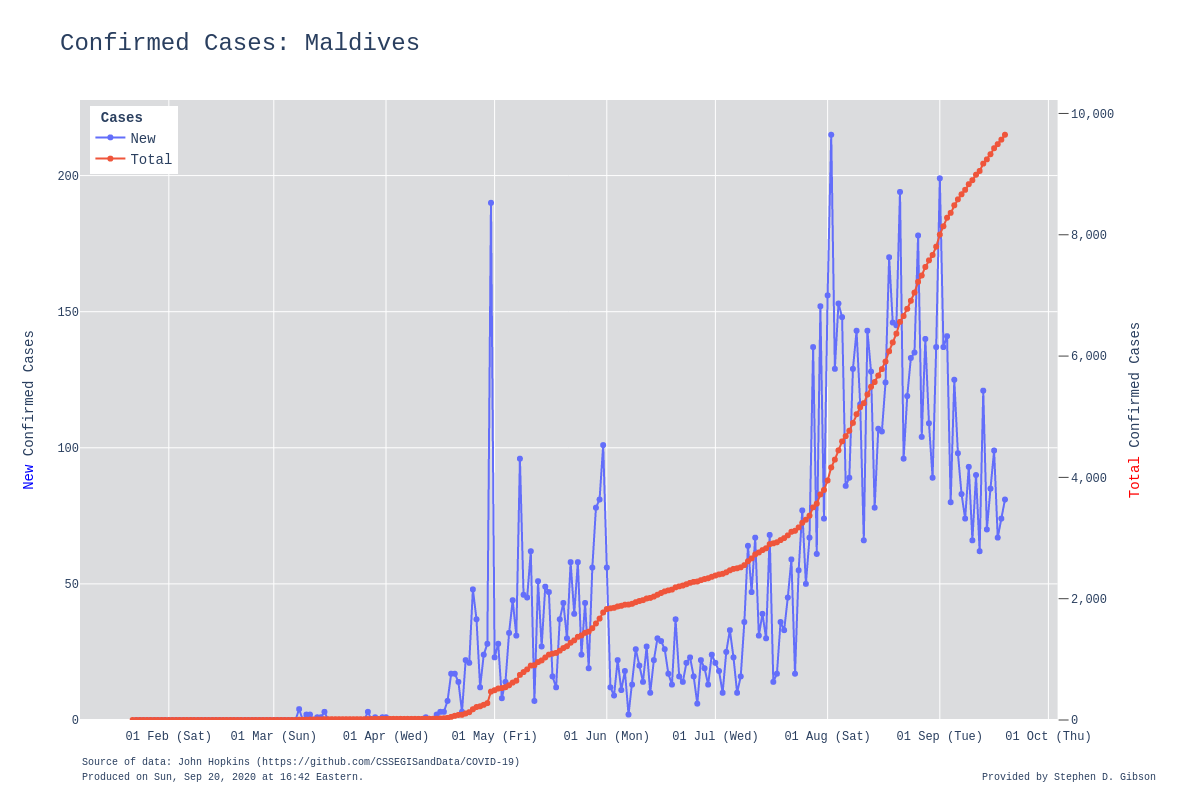 Confirmed Cases: Maldives
Cases
New
Total
200
150
100
50
0
10,000
8,000
6,000
4,000
2,000
0
New Confirmed Cases
Total Confirmed Cases
01 Feb (Sat)
01 Mar (Sun)
01 Apr (Wed)
01 May (Fri)
01 Jun (Mon)
01 Jul (Wed)
01 Aug (Sat)
01 Sep (Tue)
01 Oct (Thu)
Source of data: John Hopkins (https://github.com/CSSEGISandData/COVID-19)
Produced on Sun, Sep 20, 2020 at 16:42 Eastern.
Provided by Stephen D. Gibson